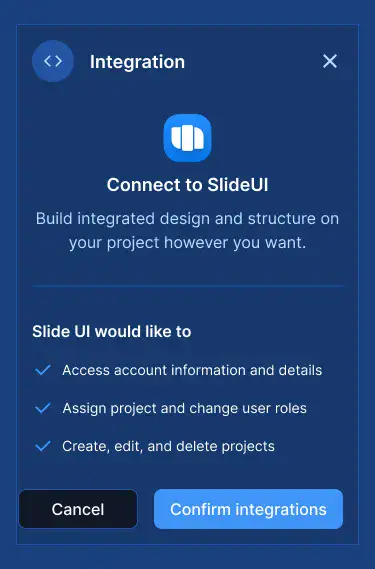 Integration
Connect to SlideUI
Build integrated design and structure on
your project however you want.
Slide UI would like to
Access account information and details
Assign project and change user roles
Create, edit, and delete projects
Cancel
Confirm integrations